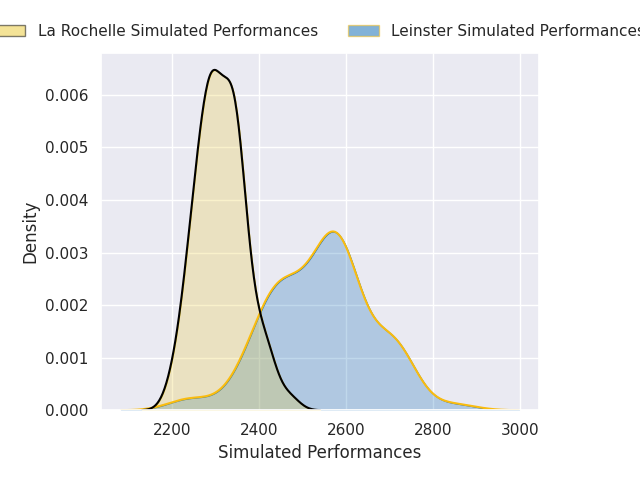 La Rochelle Simulated Performances Leinster Simulated Performances
0.006
0.005
0.004
0.003
0.002
0.001
0.000
Density
2200 2400 2600 2800 3000
Simulated Performances